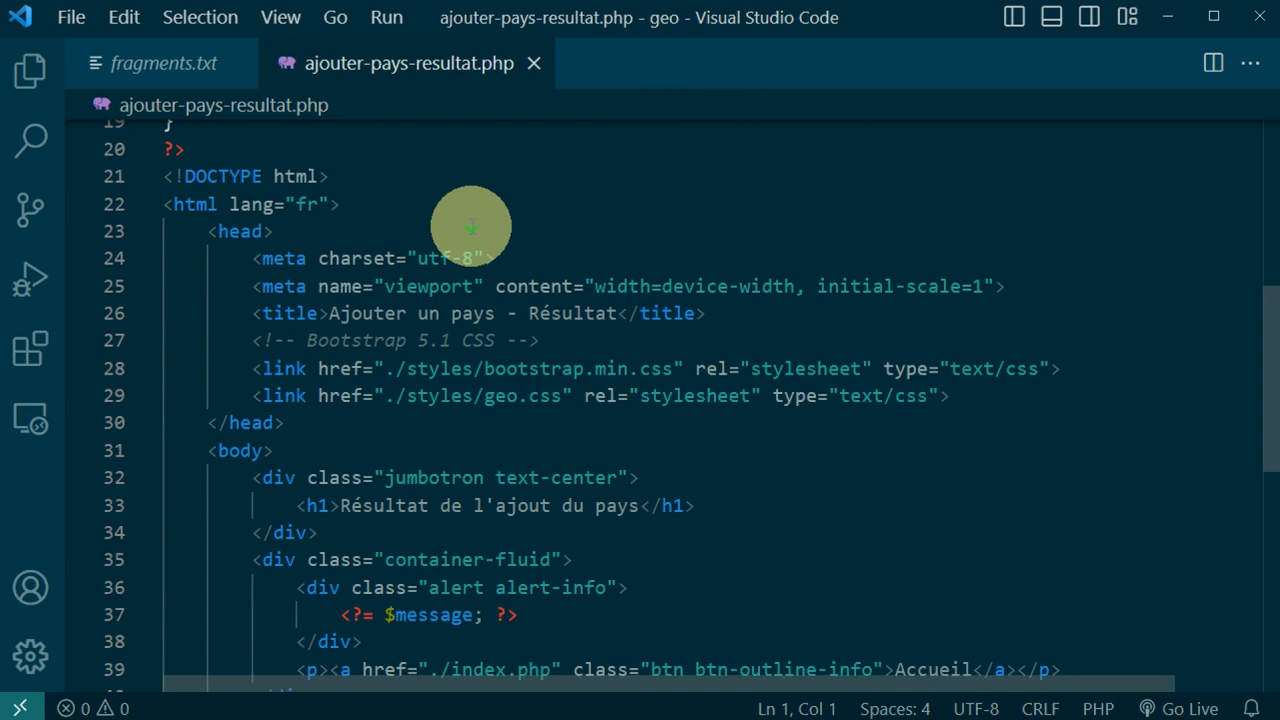 File Edit Selection View Go Run ajouter-pays-resultat.php - geo - Visual Studio Code
fragments.txt ajouter-pays-resultat.php
ajouter-pays-resultat.php
19 }
20 ?>
21 <!DOCTYPE html>
22 <html lang="fr">
23 <head>
24 <meta charset="utf-8">
25 <meta name="viewport" content="width=device-width, initial-scale=1">
26 <title>Ajouter un pays - Résultat</title>
27 <!-- Bootstrap 5.1 CSS -->
28 <link href="./styles/bootstrap.min.css" rel="stylesheet" type="text/css">
29 <link href="./styles/geo.css" rel="stylesheet" type="text/css">
30 </head>
31 <body>
32 <div class="jumbotron text-center">
33 <h1>Résultat de l'ajout du pays</h1>
34 </div>
35 <div class="container-fluid">
36 <div class="alert alert-info">
37 <?= $message; ?>
38 </div>
39 <p><a href="./index.php" class="btn btn-outline-info">Accueil</a></p>
0 0 Ln 1, Col 1 Spaces: 4 UTF-8 CRLF PHP Go Live